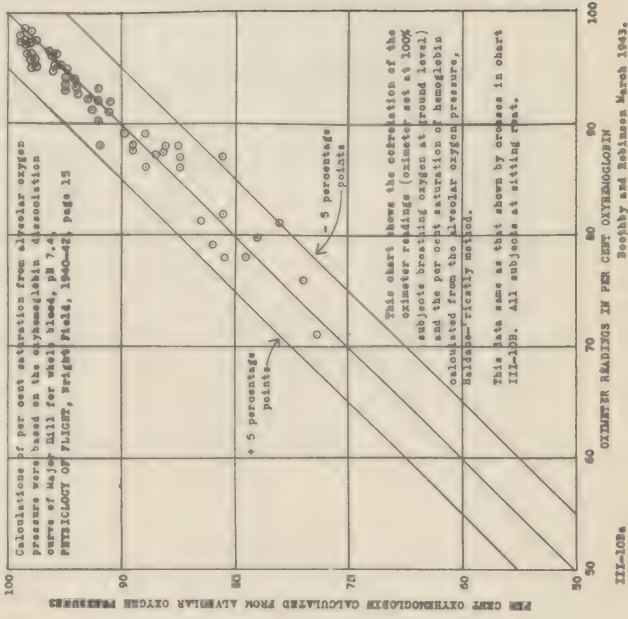 Calculations of per cent saturation from alveolar oxygen
pressure were based on the oxyhemoglobin dissociation
curve of Major Dill for whole blood, pH 7.4,
PHYSIOLOGY OF FLIGHT, Wright Field, 1940-42, page 15
+ 5 percentage
points
- 5 percentage
points
This chart shows the correlation of the
oximeter readings (oximeter set at 100%
subjects breathing oxygen at ground level)
and the per cent saturation of hemoglobin
calculated from the alveolar oxygen pressure,
Haldane-Priestly method.
This data same as that shown by crosses in chart
III-10B. All subjects at sitting rest.
PER CENT OXYHEMOGLOBIN CALCULATED FROM ALVEOLAR OXYGEN PRESSURES
100
90
80
70
60
50
50
60
70
80
90
100
OXIMETER READINGS IN PER CENT OXYHEMOGLOBIN
III-10Ba
Boothby and Robinson March 1943.